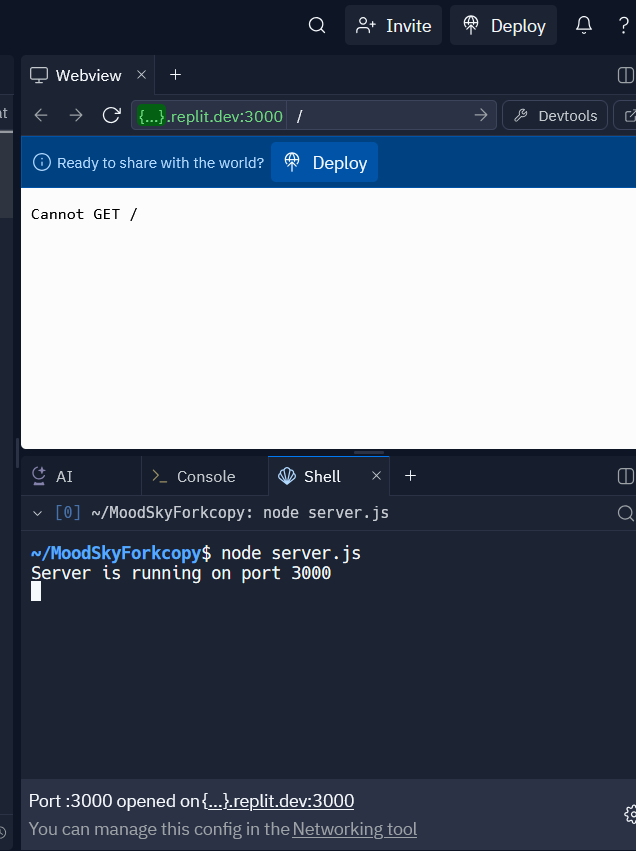 Invite
Deploy
?
Webview
{...}.replit.dev:3000 /
Devtools
Ready to share with the world?
Deploy
Cannot GET /
AI
Console
Shell
[0] ~/MoodSkyForkcopy: node server.js
~/MoodSkyForkcopy$ node server.js
Server is running on port 3000
Port :3000 opened on {...}.replit.dev:3000
You can manage this config in the Networking tool